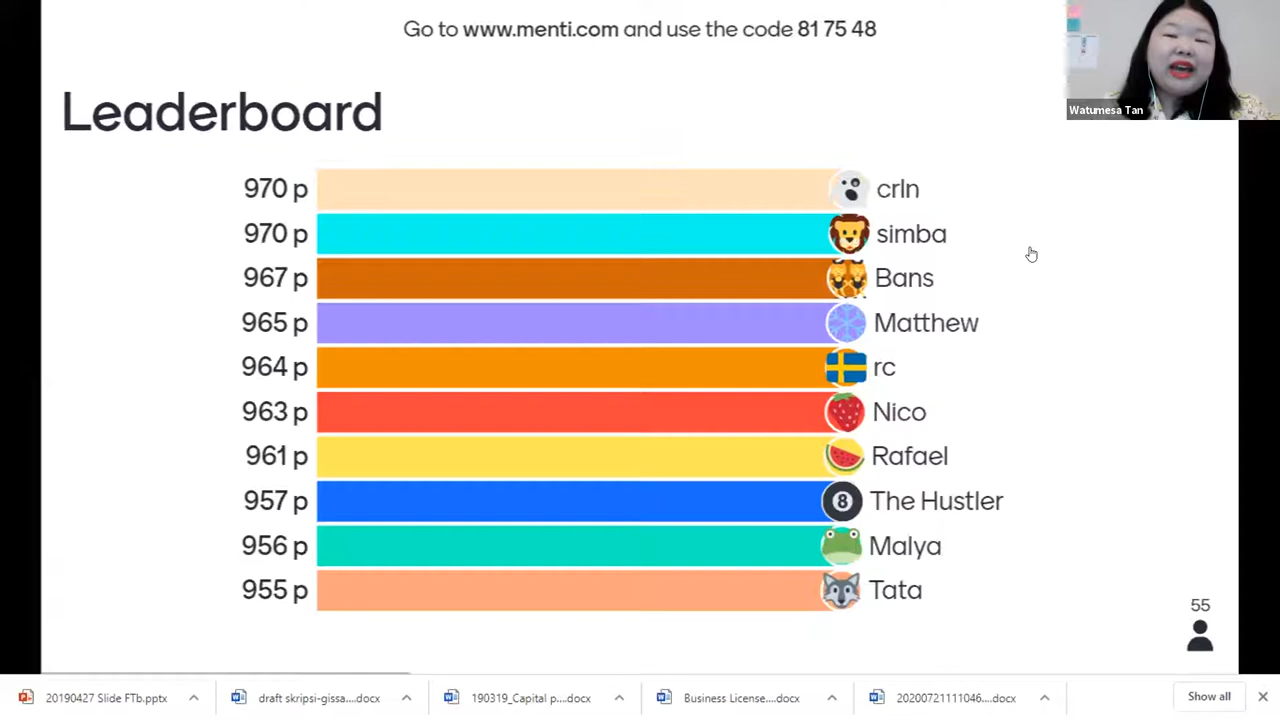 Go to www.menti.com and use the code 81 75 48
Watumesa Tan
Leaderboard
970 p crln
970 p simba
967 p Bans
965 p Matthew
964 p rc
963 p Nico
961 p Rafael
957 p 8 The Hustler
956 p Malya
955 p Tata
55
20190427 Slide FTb.pptx
draft skripsi-gissa....docx
190319_Capital p....docx
Business License....docx
20200721111046....docx
Show all